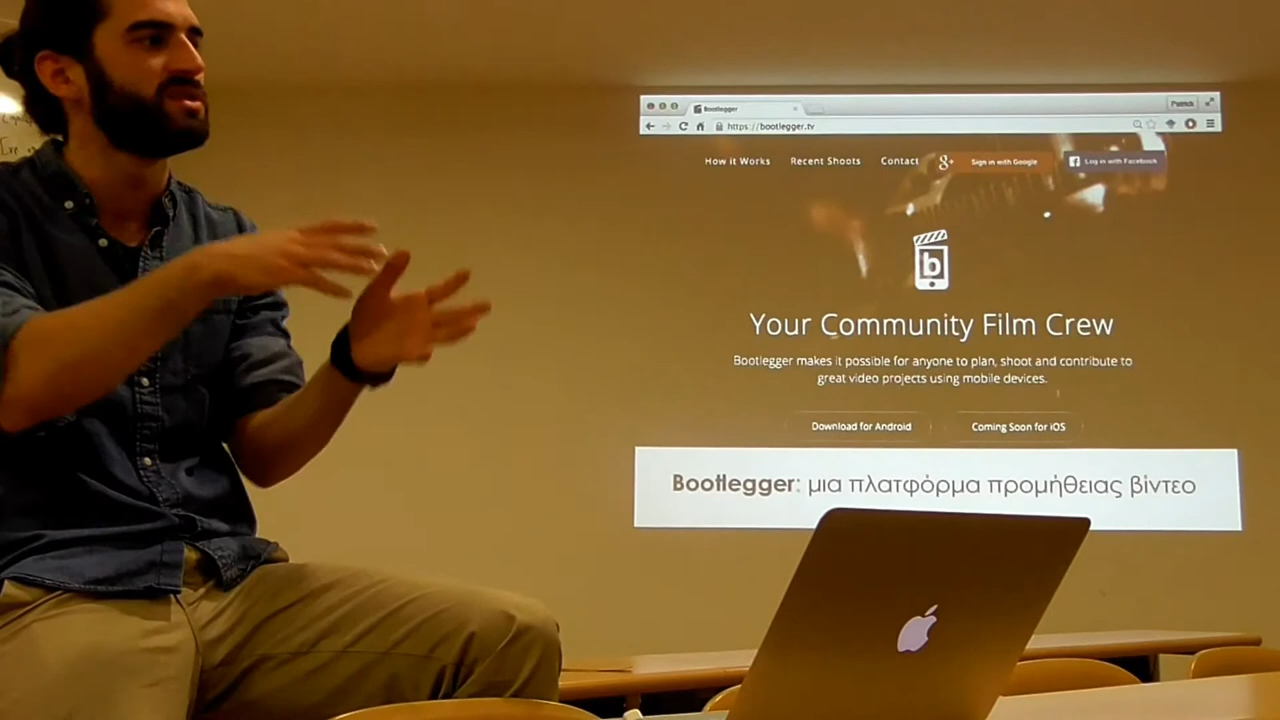 Bootlegger
Patrick
https://bootlegger.tv
How it Works
Recent Shoots
Contact
g+ Sign in with Google
f Log in with Facebook
b
Your Community Film Crew
Bootlegger makes it possible for anyone to plan, shoot and contribute to
great video projects using mobile devices.
Download for Android
Coming Soon for iOS
Bootlegger: μια πλατφόρμα προμήθειας βίντεο